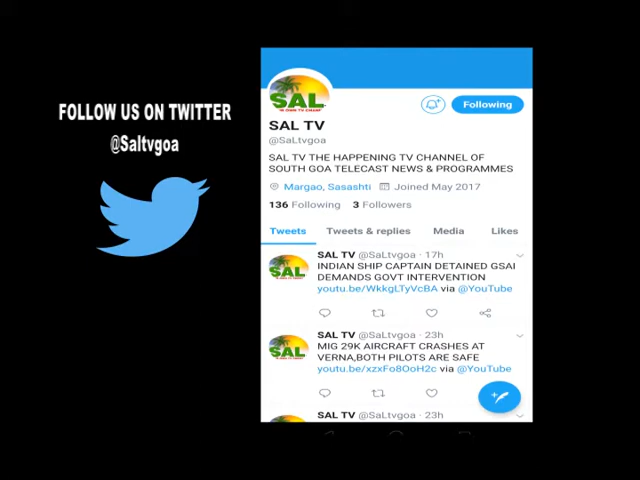 FOLLOW US ON TWITTER
@Saltvgoa
SAL
SAL TV
@SaLtvgoa
Following
SAL TV THE HAPPENING TV CHANNEL OF
SOUTH GOA TELECAST NEWS & PROGRAMMES
Margao, Sasashti Joined May 2017
136 Following 3 Followers
Tweets Tweets & replies Media Likes
SAL TV @SaLtvgoa · 17h
INDIAN SHIP CAPTAIN DETAINED GSAI
DEMANDS GOVT INTERVENTION
youtu.be/WkkgLTyVcBA via @YouTube
SAL
SAL TV @SaLtvgoa · 23h
MIG 29K AIRCRAFT CRASHES AT
VERNA,BOTH PILOTS ARE SAFE
youtu.be/xzxFo8OoH2c via @YouTube
SAL
SAL TV @SaLtvgoa · 23h